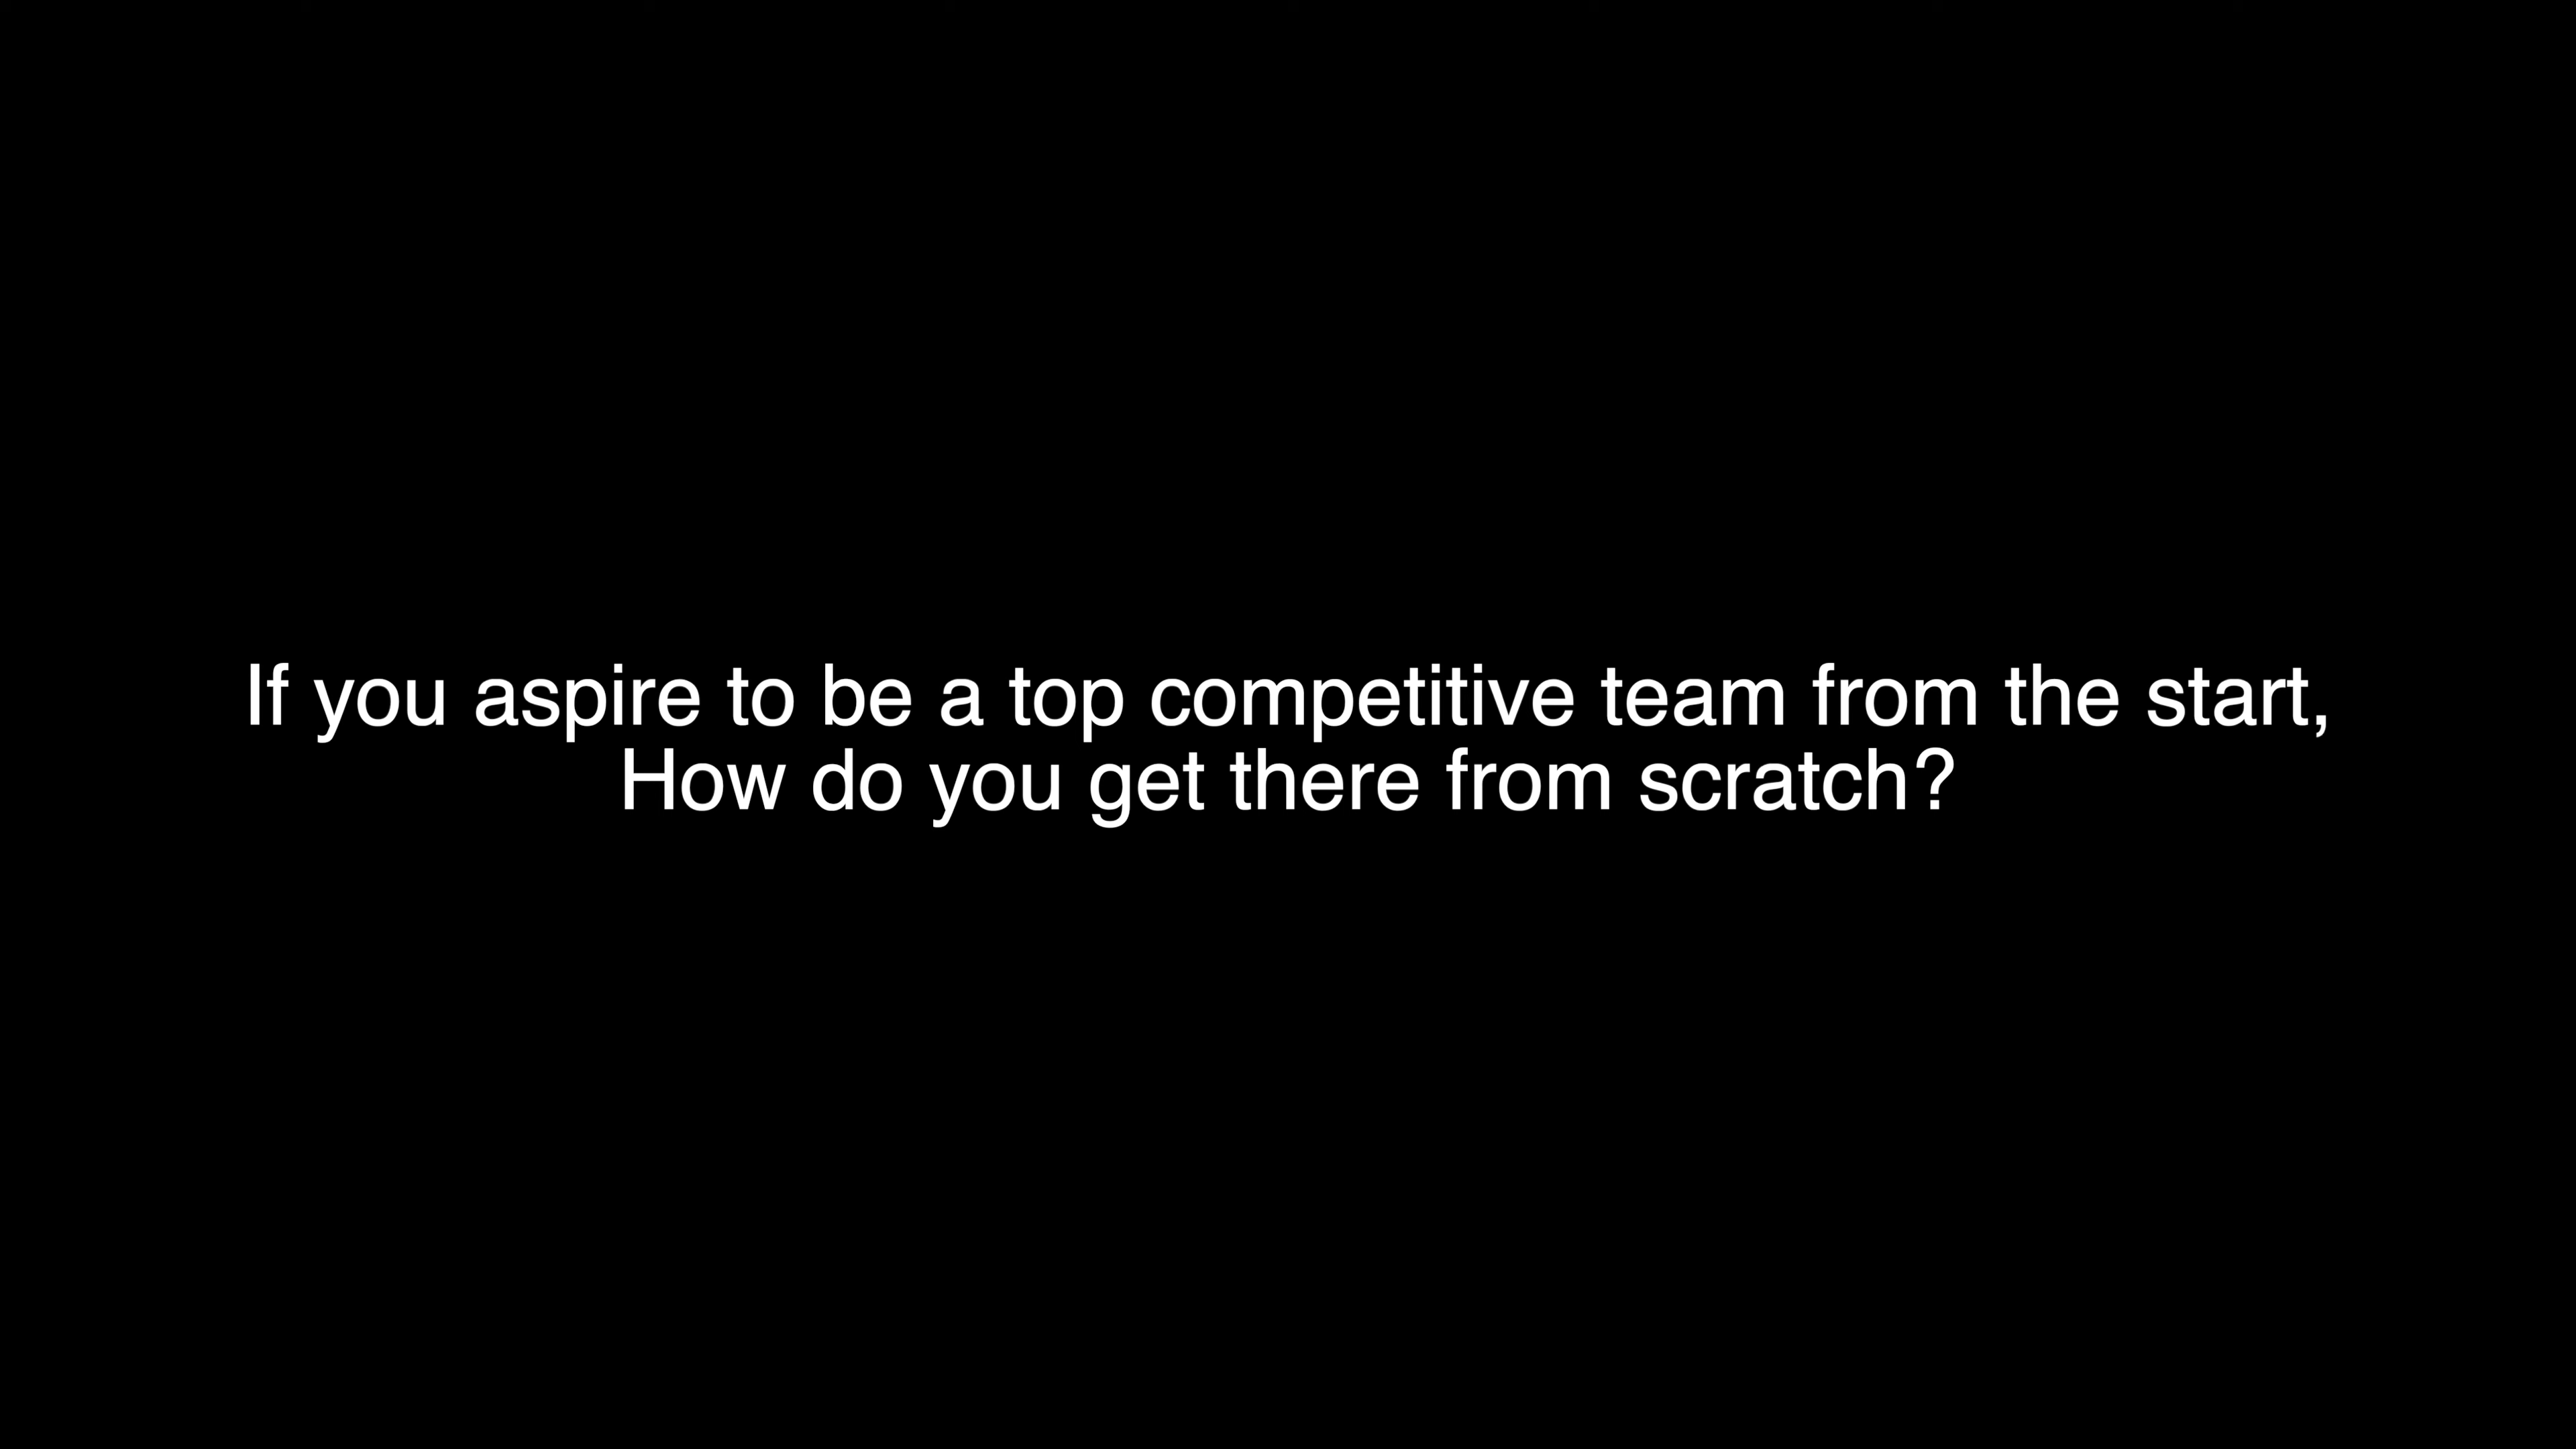 If you aspire to be a top competitive team from the start,
How do you get there from scratch?